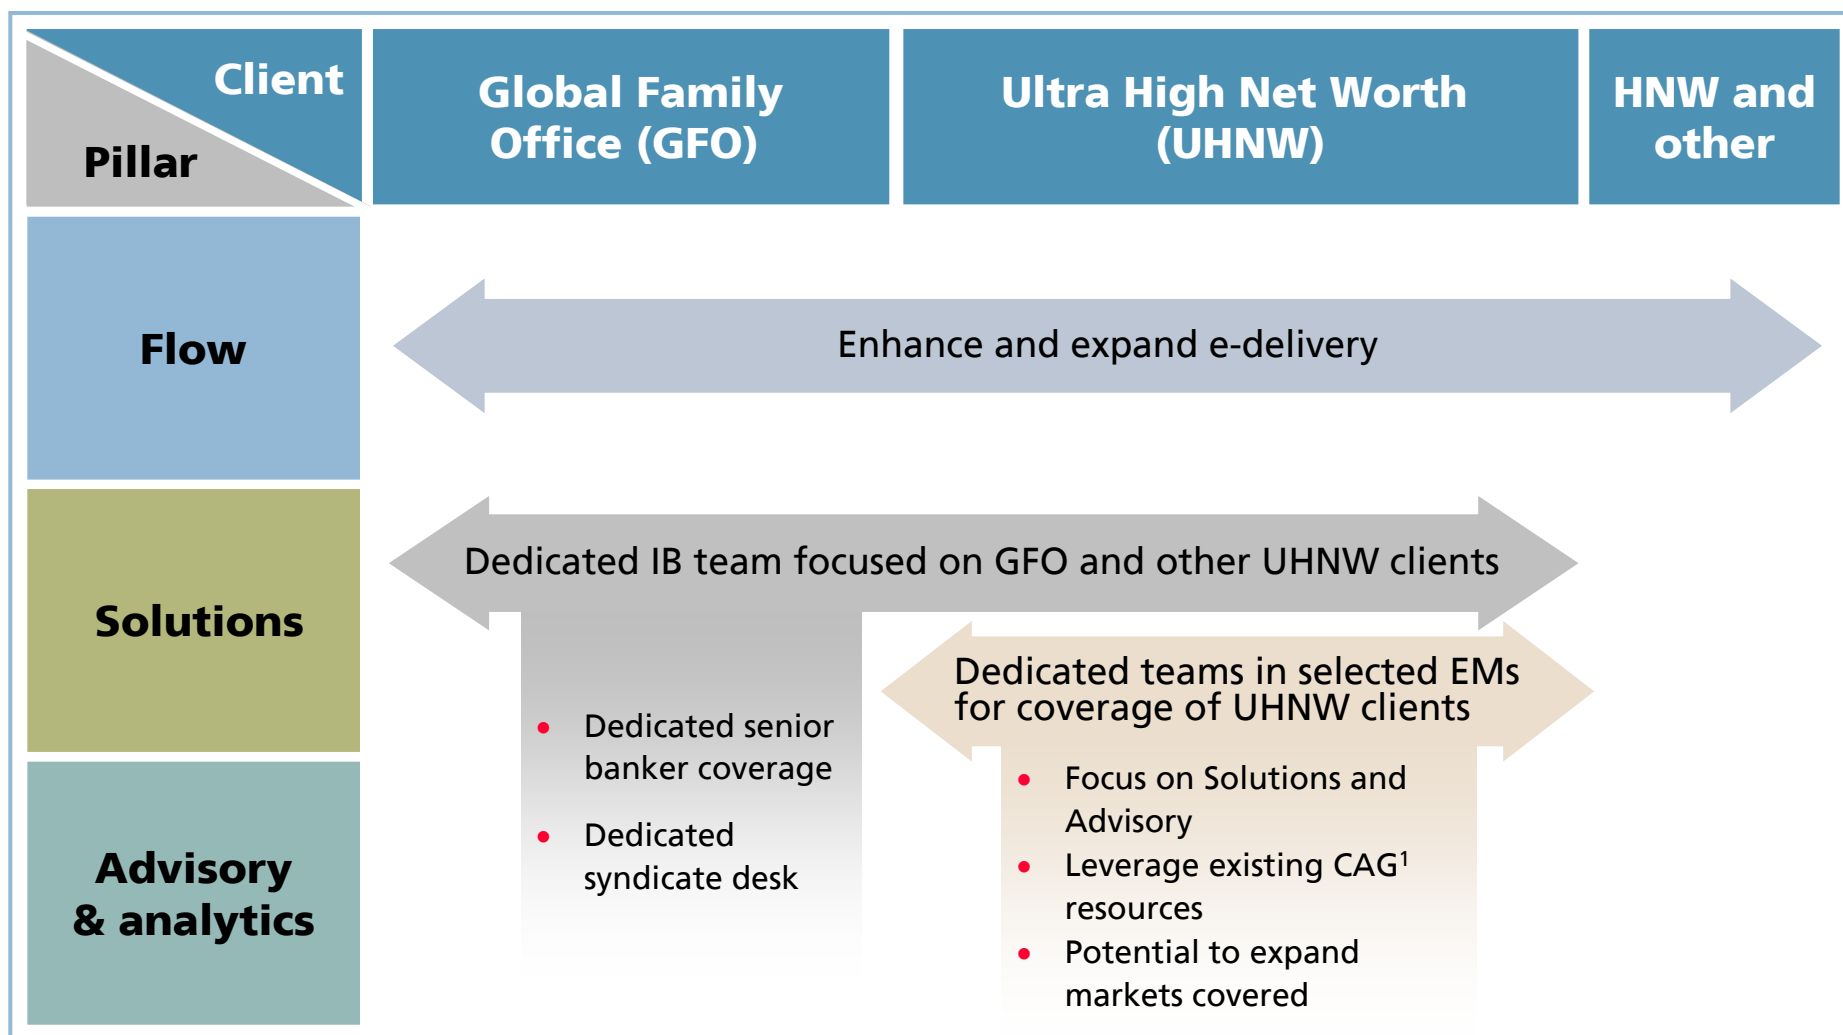 Client
Pillar
Global Family
Office (GFO)
Ultra High Net Worth
(UHNW)
HNW and
other
Flow
Enhance and expand e-delivery
Solutions
Dedicated IB team focused on GFO and other UHNW clients
• Dedicated senior
banker coverage
• Dedicated
syndicate desk
Dedicated teams in selected EMs
for coverage of UHNW clients
• Focus on Solutions and
Advisory
• Leverage existing CAG¹
resources
• Potential to expand
markets covered
Advisory
& analytics